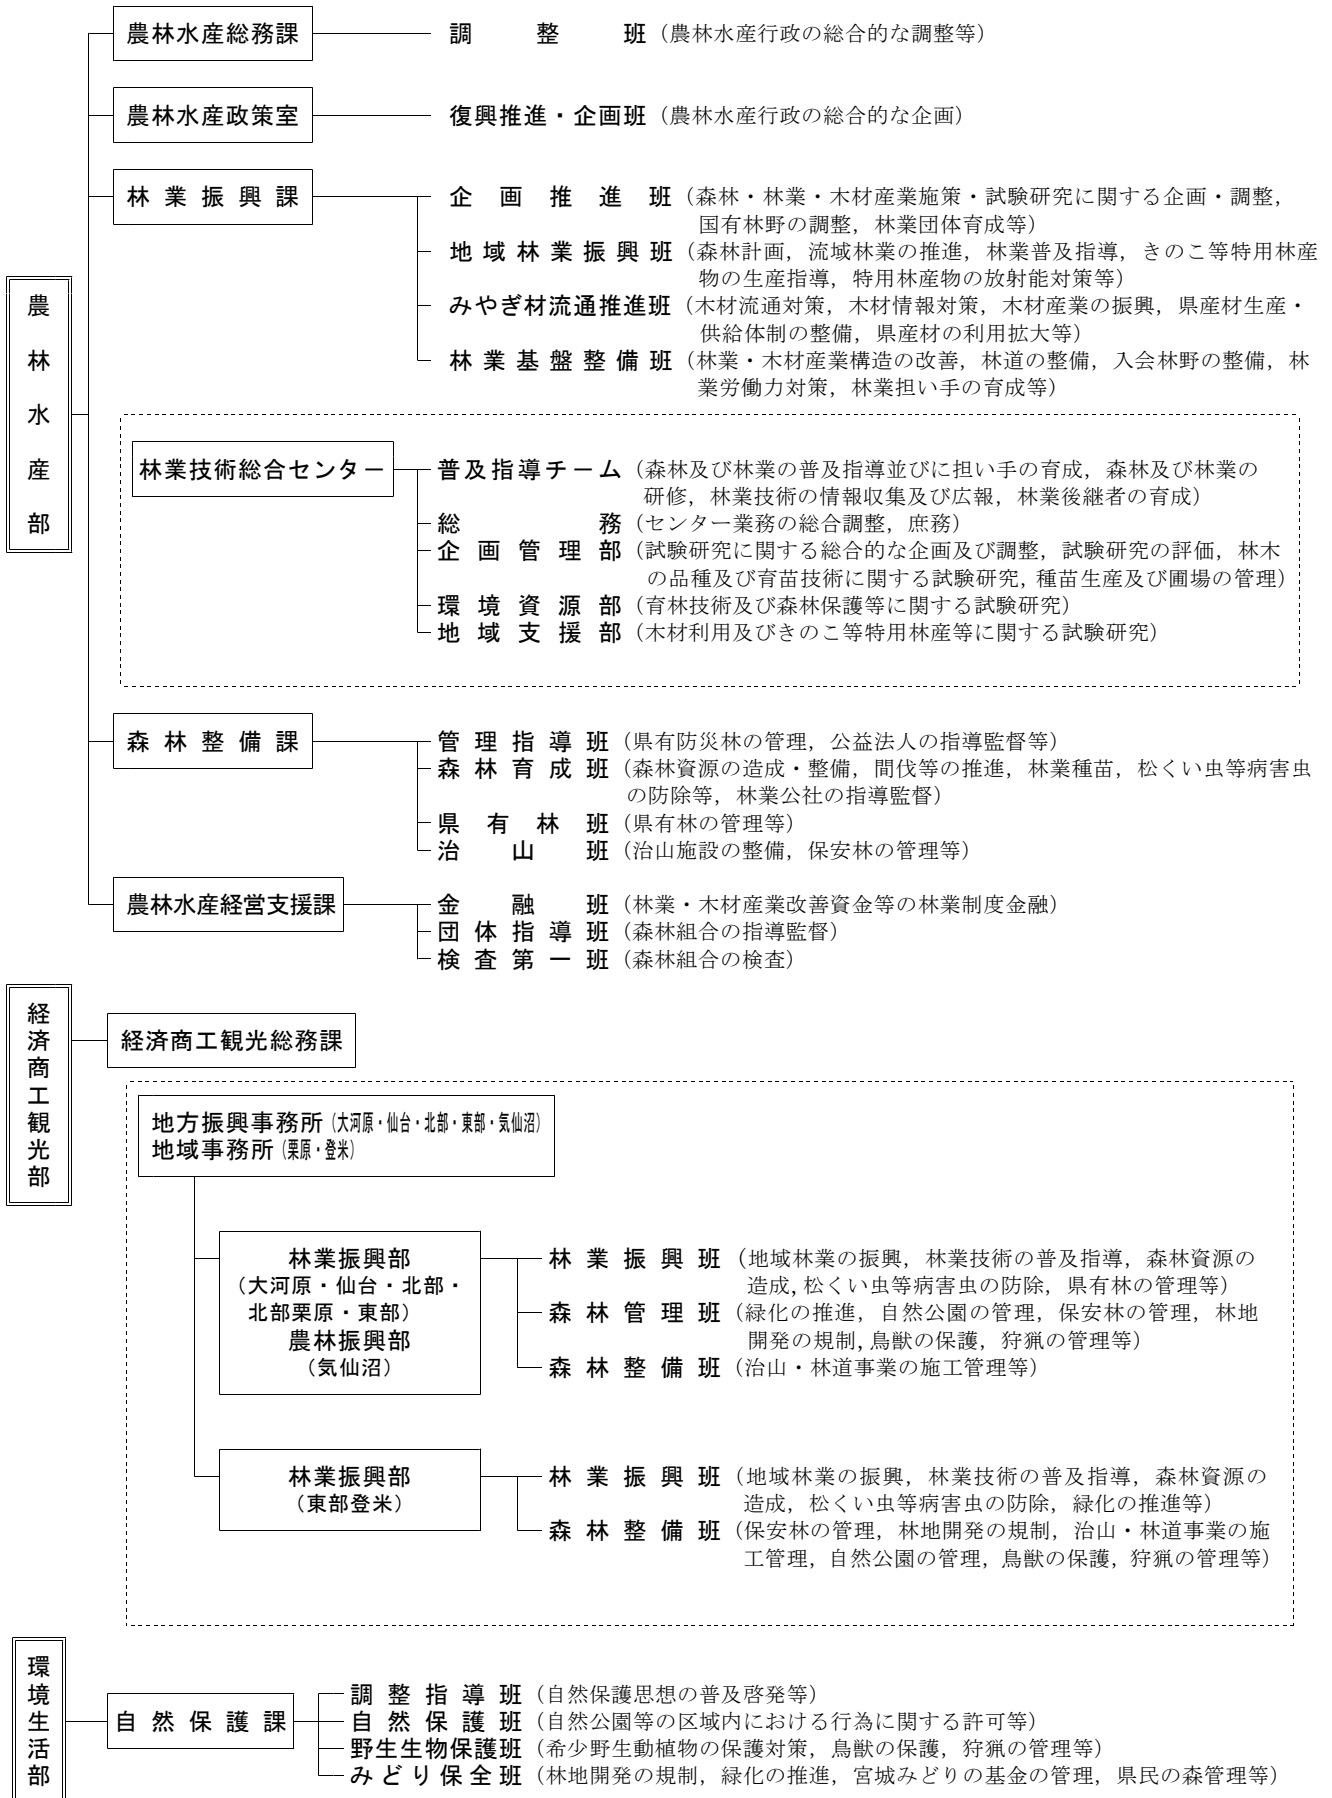 農林水産総務課 調整班（農林水産行政の総合的な調整等）
農林水産政策室 復興推進・企画班（農林水産行政の総合的な企画）
林業振興課 企画推進班（森林・林業・木材産業施策・試験研究に関する企画・調整，
国有林野の調整，林業団体育成等）
地域林業振興班（森林計画，流域林業の推進，林業普及指導，きのこ等特用林産
物の生産指導，特用林産物の放射能対策等）
みやぎ材流通推進班（木材流通対策，木材情報対策，木材産業の振興，県産材生産・
供給体制の整備，県産材の利用拡大等）
林業基盤整備班（林業・木材産業構造の改善，林道の整備，入会林野の整備，林
業労働力対策，林業担い手の育成等）
農林水産部
林業技術総合センター 普及指導チーム（森林及び林業の普及指導並びに担い手の育成，森林及び林業の
研修，林業技術の情報収集及び広報，林業後継者の育成）
総務（センター業務の総合調整，庶務）
企画管理部（試験研究に関する総合的な企画及び調整，試験研究の評価，林木
の品種及び育苗技術に関する試験研究，種苗生産及び圃場の管理）
環境資源部（育林技術及び森林保護等に関する試験研究）
地域支援部（木材利用及びきのこ等特用林産等に関する試験研究）
森林整備課 管理指導班（県有防災林の管理，公益法人の指導監督等）
森林育成班（森林資源の造成・整備，間伐等の推進，林業種苗，松くい虫等病害虫
の防除等，林業公社の指導監督）
県有林班（県有林の管理等）
治山班（治山施設の整備，保安林の管理等）
農林水産経営支援課 金融班（林業・木材産業改善資金等の林業制度金融）
団体指導班（森林組合の指導監督）
検査第一班（森林組合の検査）
経済商工観光部
経済商工観光総務課
地方振興事務所（大河原・仙台・北部・東部・気仙沼）
地域事務所（栗原・登米）
林業振興部
（大河原・仙台・北部・
北部栗原・東部）
農林振興部
（気仙沼）
林業振興班（地域林業の振興，林業技術の普及指導，森林資源の
造成，松くい虫等病害虫の防除，県有林の管理等）
森林管理班（緑化の推進，自然公園の管理，保安林の管理，林地
開発の規制，鳥獣の保護，狩猟の管理等）
森林整備班（治山・林道事業の施工管理等）
林業振興部
（東部登米）
林業振興班（地域林業の振興，林業技術の普及指導，森林資源の
造成，松くい虫等病害虫の防除，緑化の推進等）
森林整備班（保安林の管理，林地開発の規制，治山・林道事業の施
工管理，自然公園の管理，鳥獣の保護，狩猟の管理等）
環境生活部
自然保護課
調整指導班（自然保護思想の普及啓発等）
自然保護班（自然公園等の区域内における行為に関する許可等）
野生生物保護班（希少野生動植物の保護対策，鳥獣の保護，狩猟の管理等）
みどり保全班（林地開発の規制，緑化の推進，宮城みどりの基金の管理，県民の森管理等）